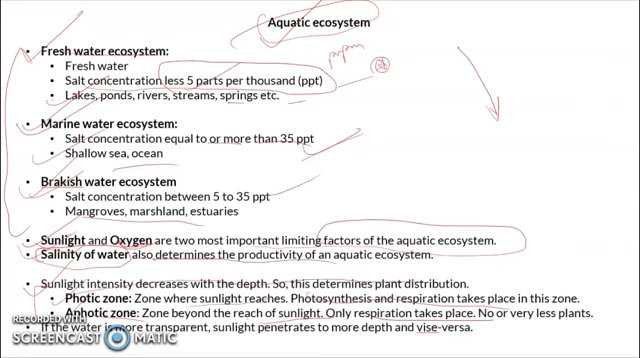 Aquatic ecosystem
Fresh water ecosystem:
Fresh water
Salt concentration less 5 parts per thousand (ppt)
Lakes, ponds, rivers, streams, springs etc.
Marine water ecosystem:
Salt concentration equal to or more than 35 ppt
Shallow sea, ocean
Brakish water ecosystem
Salt concentration between 5 to 35 ppt
Mangroves, marshland, estuaries
Sunlight and Oxygen are two most important limiting factors of the aquatic ecosystem.
Salinity of water also determines the productivity of an aquatic ecosystem.
Sunlight intensity decreases with the depth. So, this determines plant distribution.
Photic zone: Zone where sunlight reaches. Photosynthesis and respiration takes place in this zone.
Aphotic zone: Zone beyond the reach of sunlight. Only respiration takes place. No or very less plants.
If the water is more transparent, sunlight penetrates to more depth and vise-versa.
RECORDED WITH
SCREENCAST MATIC